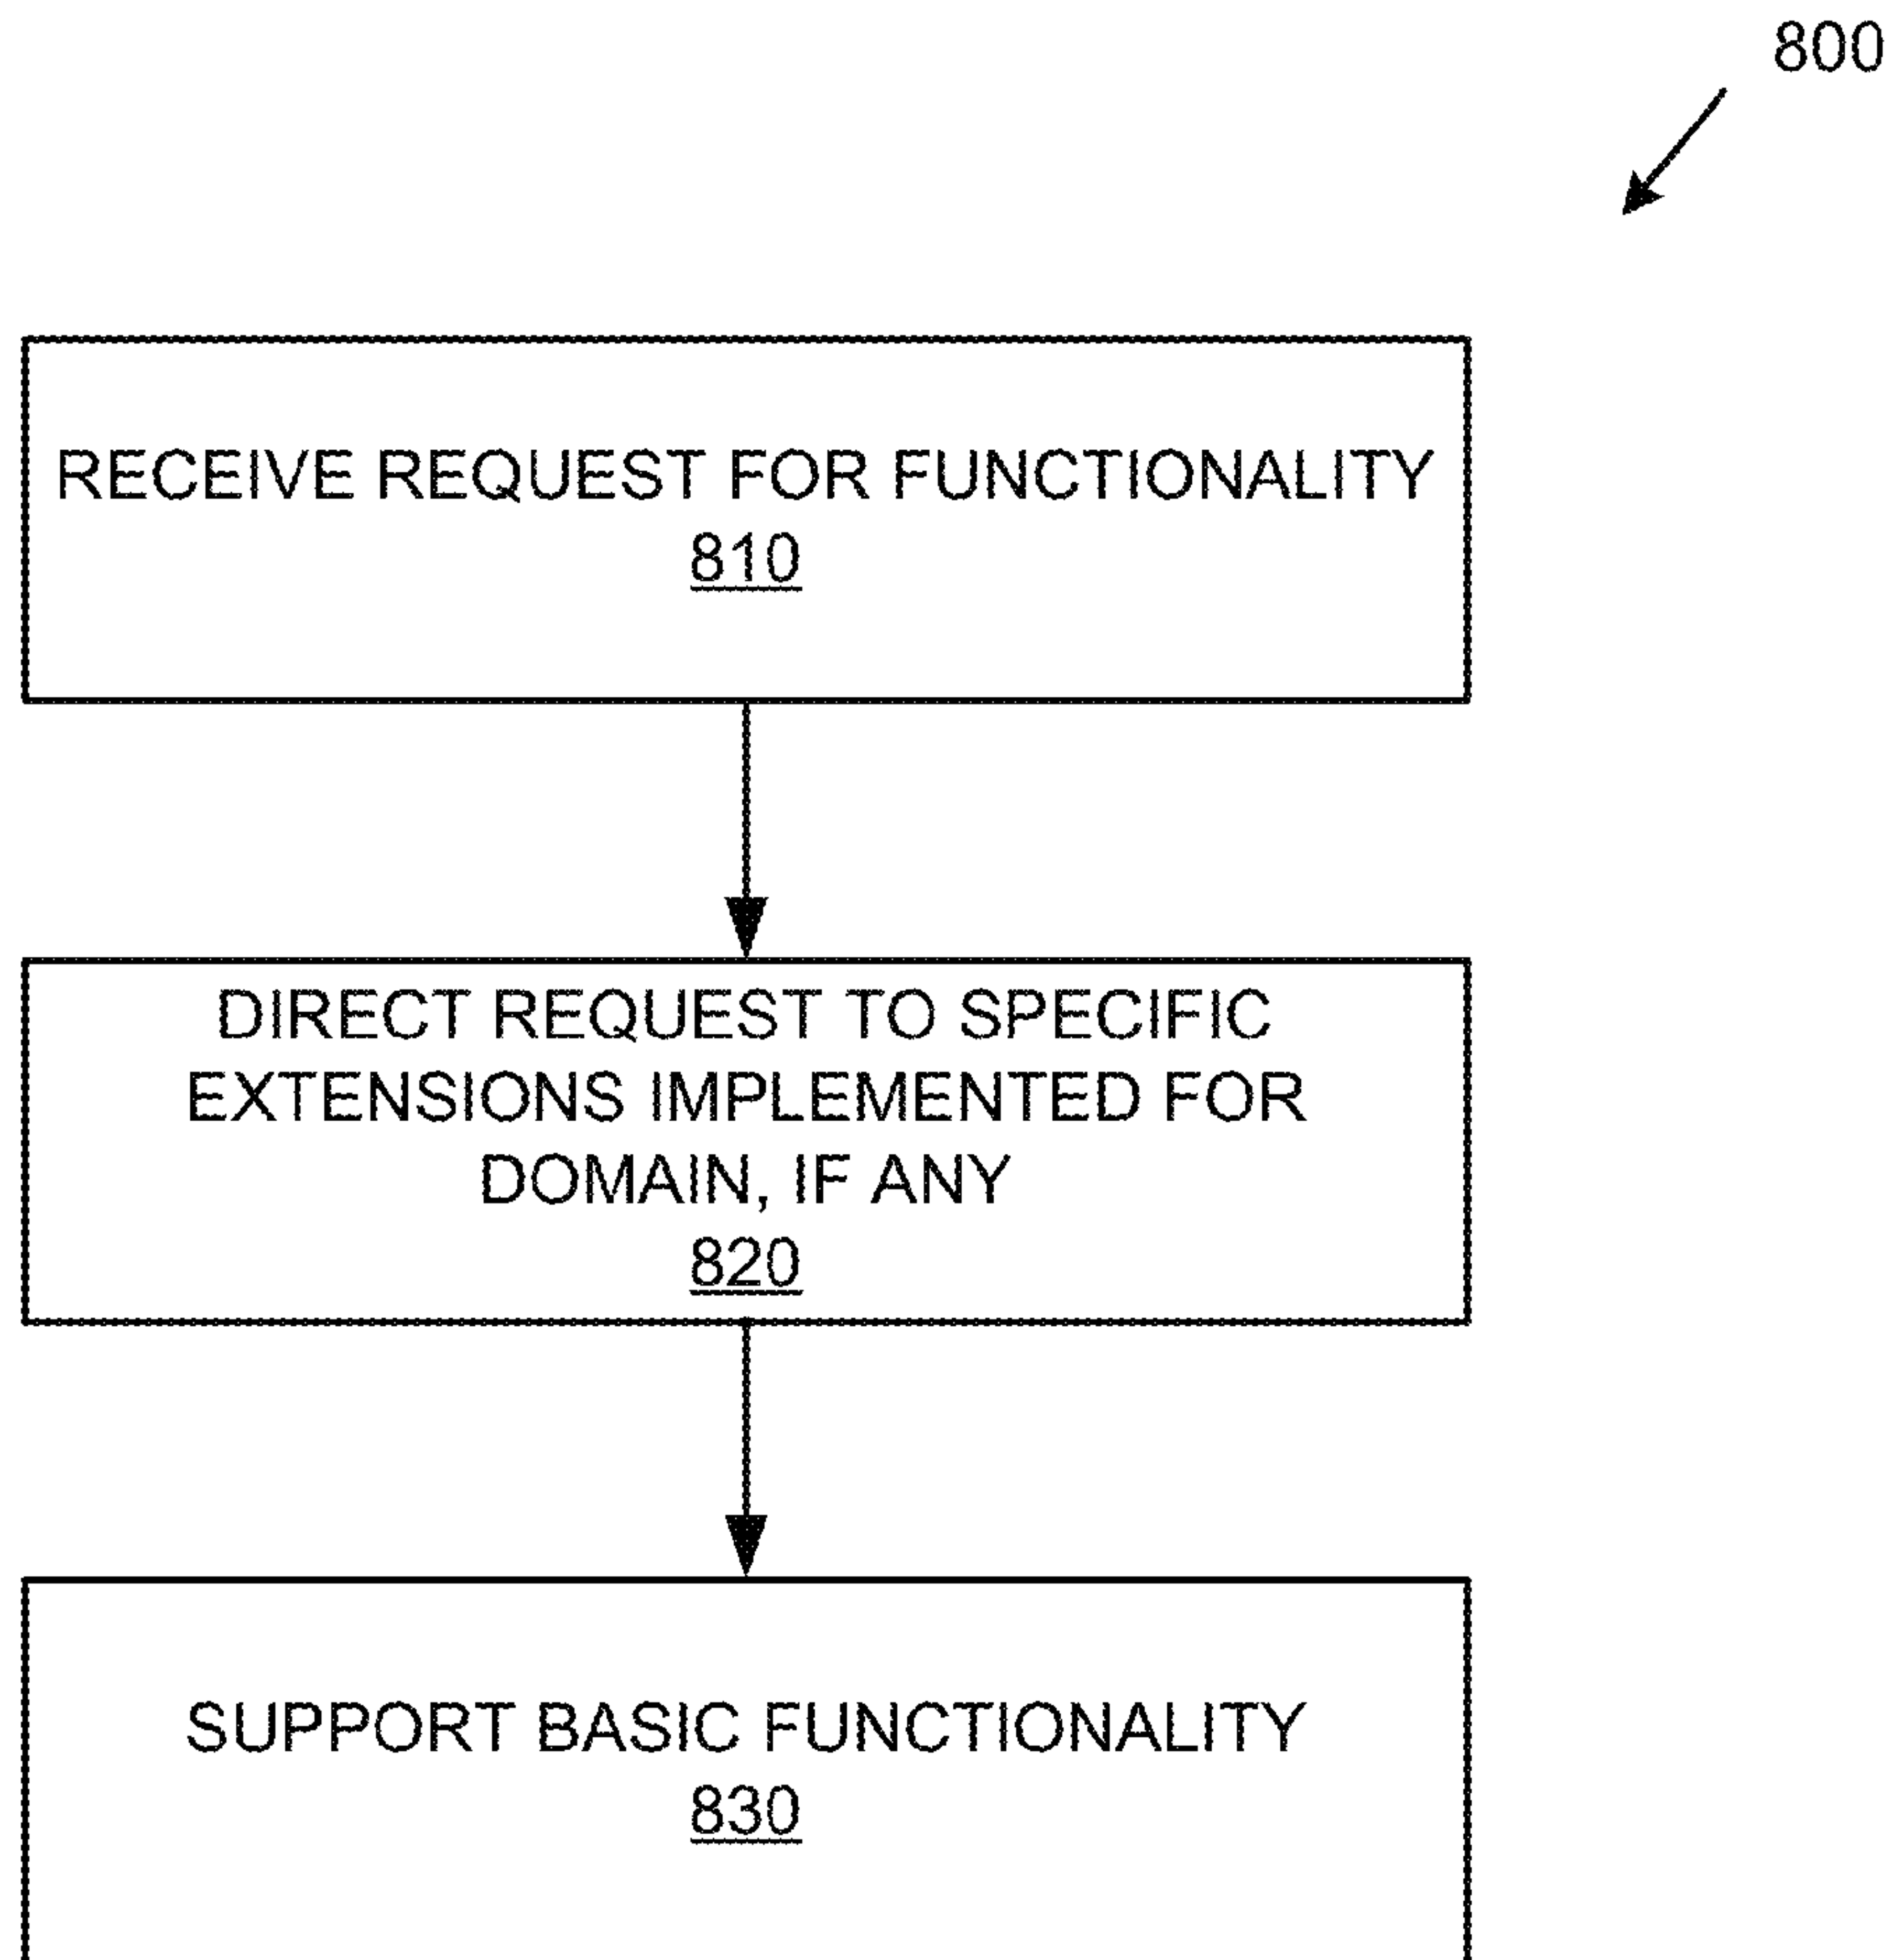 800
RECEIVE REQUEST FOR FUNCTIONALITY
810
DIRECT REQUEST TO SPECIFIC
EXTENSIONS IMPLEMENTED FOR
DOMAIN, IF ANY
820
SUPPORT BASIC FUNCTIONALITY
830